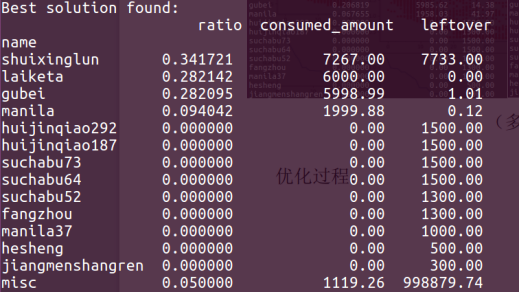 Best solution found:
ratio consumed_amount leftover
name
shuixinglun 0.341721 7267.00 7733.00
laiketa 0.282142 6000.00 0.00
gubei 0.282095 5998.99 1.01
manila 0.094042 1999.88 0.12
huijinqiao292 0.000000 0.00 1500.00
huijinqiao187 0.000000 0.00 1500.00
suchabu73 0.000000 0.00 1500.00
suchabu64 0.000000 0.00 1500.00
suchabu52 0.000000 0.00 1300.00
fangzhou 0.000000 0.00 1300.00
manila37 0.000000 0.00 1000.00
hesheng 0.000000 0.00 500.00
jiangmenshangren 0.000000 0.00 300.00
misc 0.050000 1119.26 998879.74
优化过程
(多